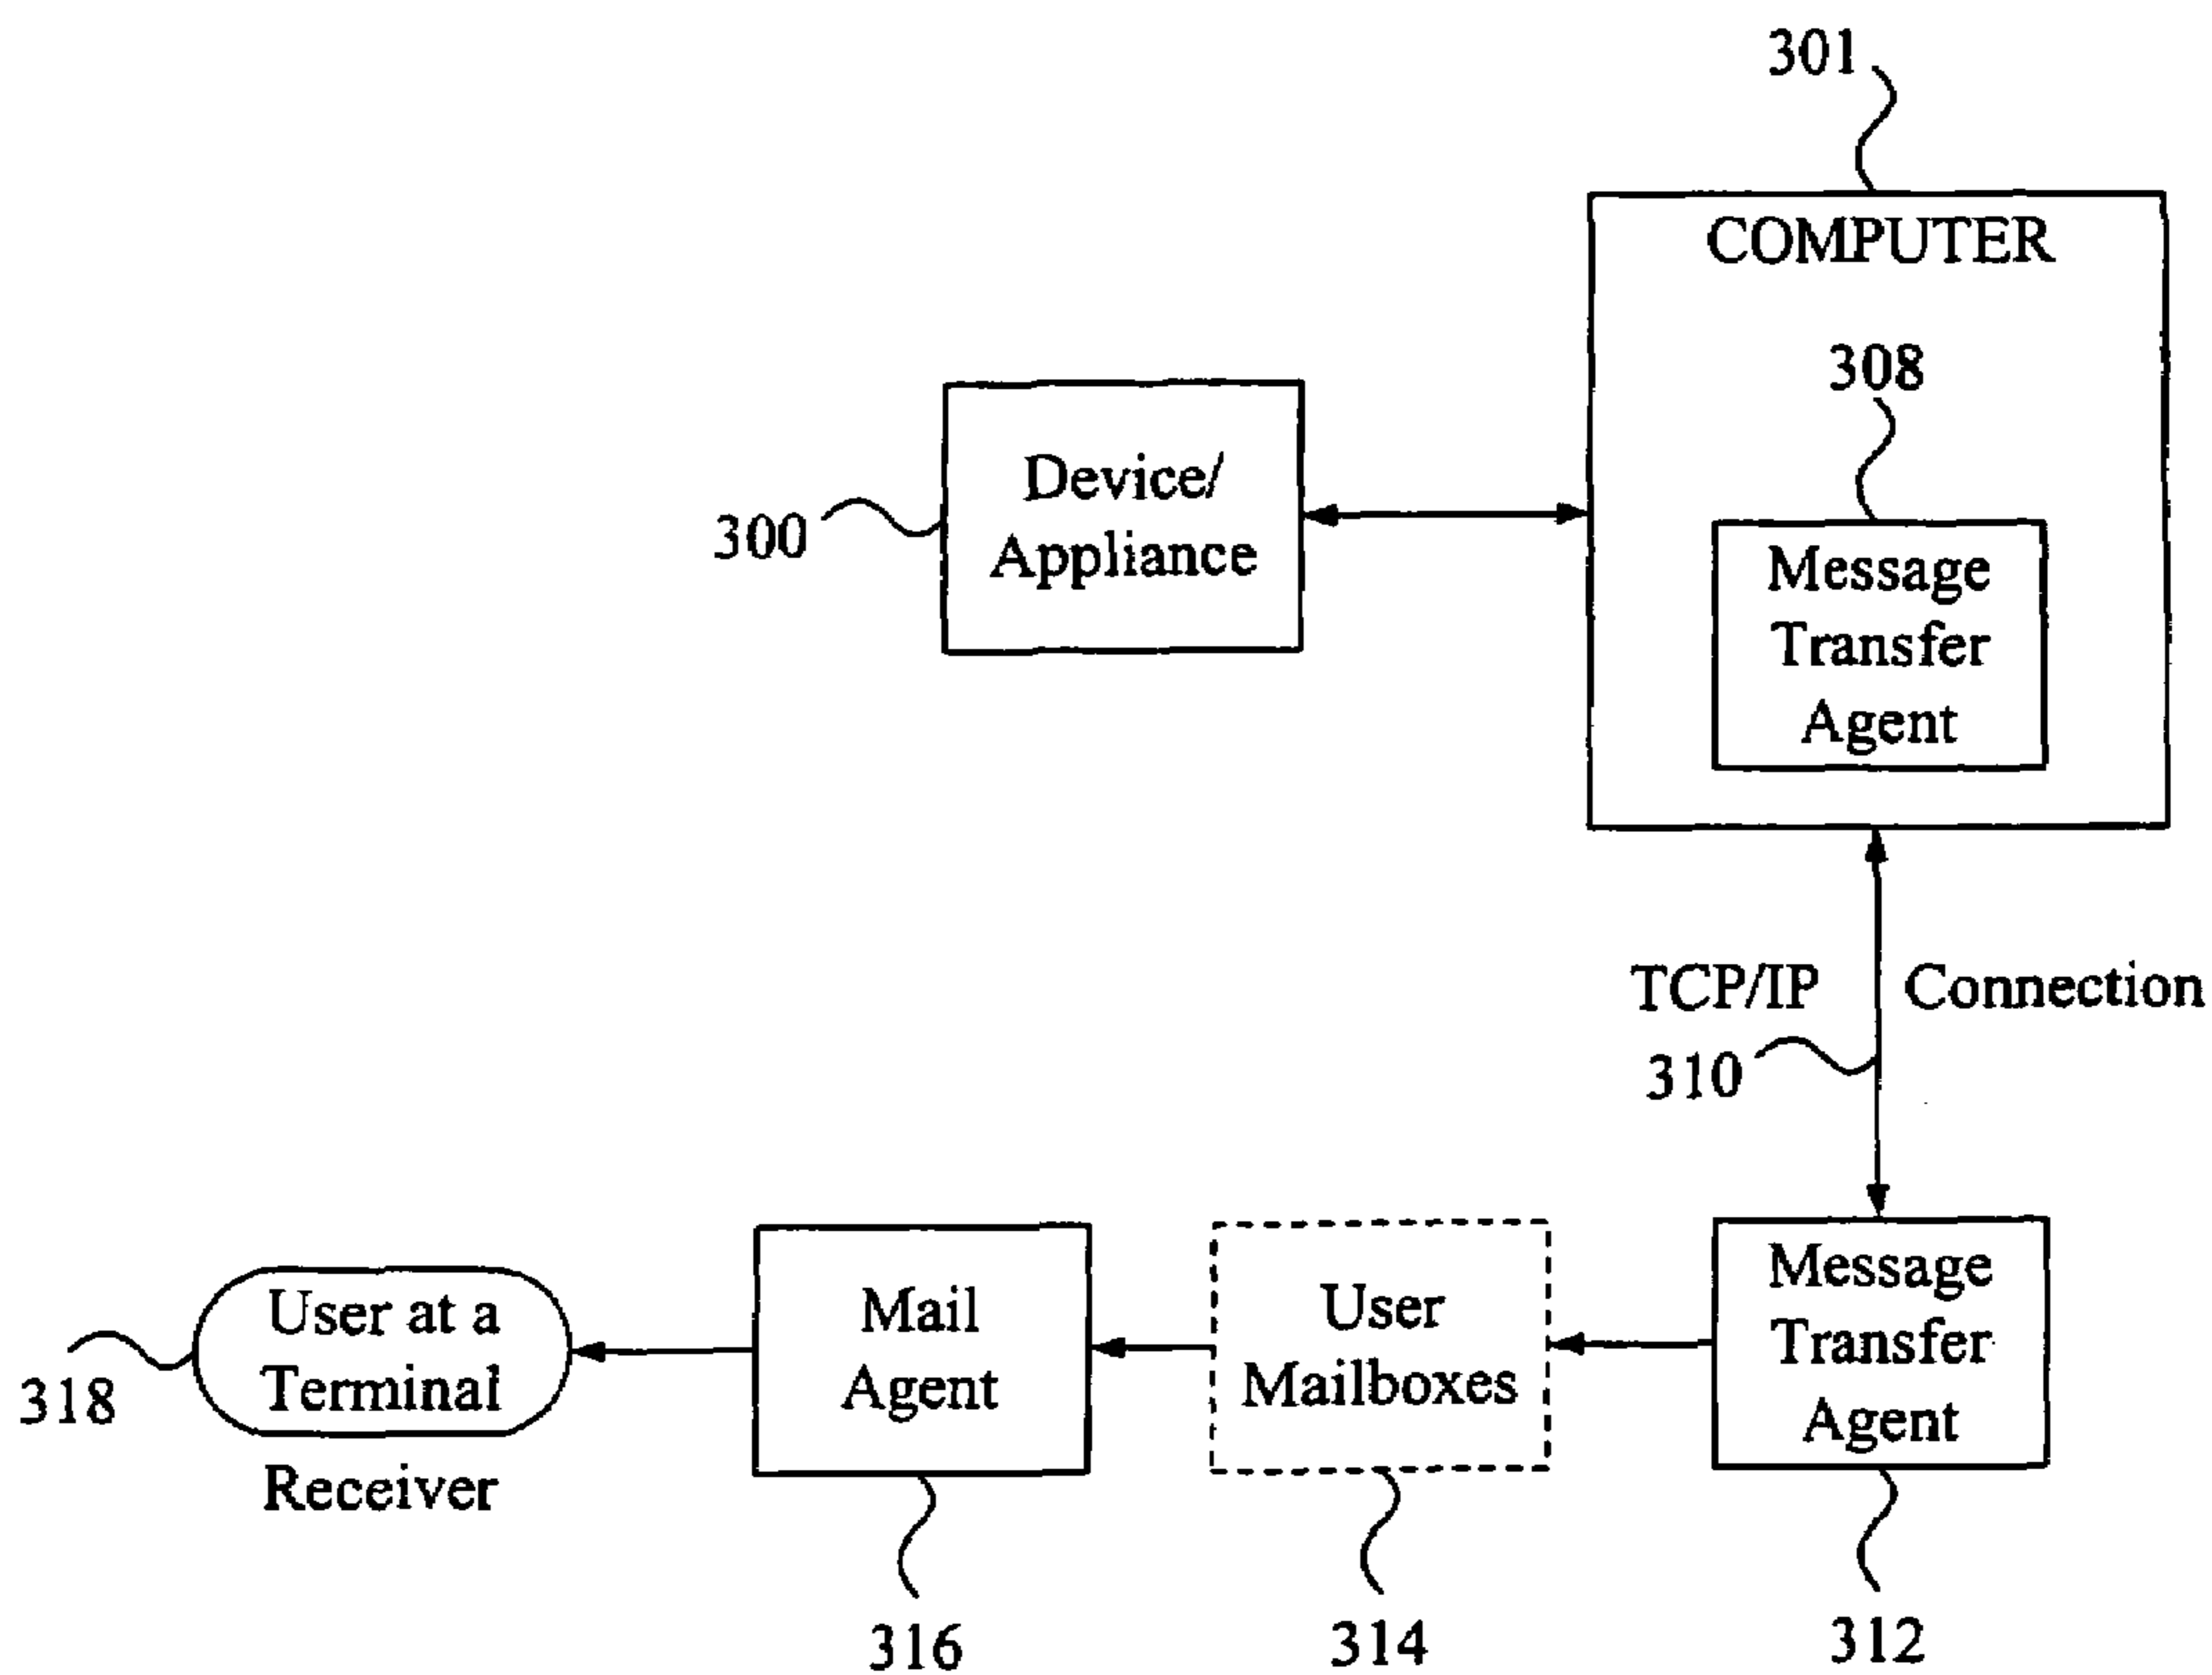 301
COMPUTER
308
Message
Transfer
Agent
Device/
Appliance
300
TCP/IP Connection
310
Message
Transfer
Agent
312
User
Mailboxes
314
Mail
Agent
316
User at a
Terminal
318
Receiver